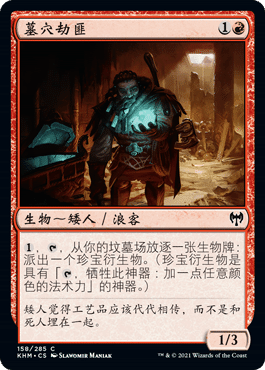 墓穴劫匪 1
生物～矮人／浪客
1，，从你的坟墓场放逐一张生物牌：
派出一个珍宝衍生物。（珍宝衍生物是
具有「，牺牲此神器：加一点任意颜
色的法术力」的神器。）
矮人觉得工艺品应该代代相传，而不是和
死人埋在一起。
1/3
158/285 C
KHM • CS SLAWOMIR MANIAK
™ & © 2021 Wizards of the Coast